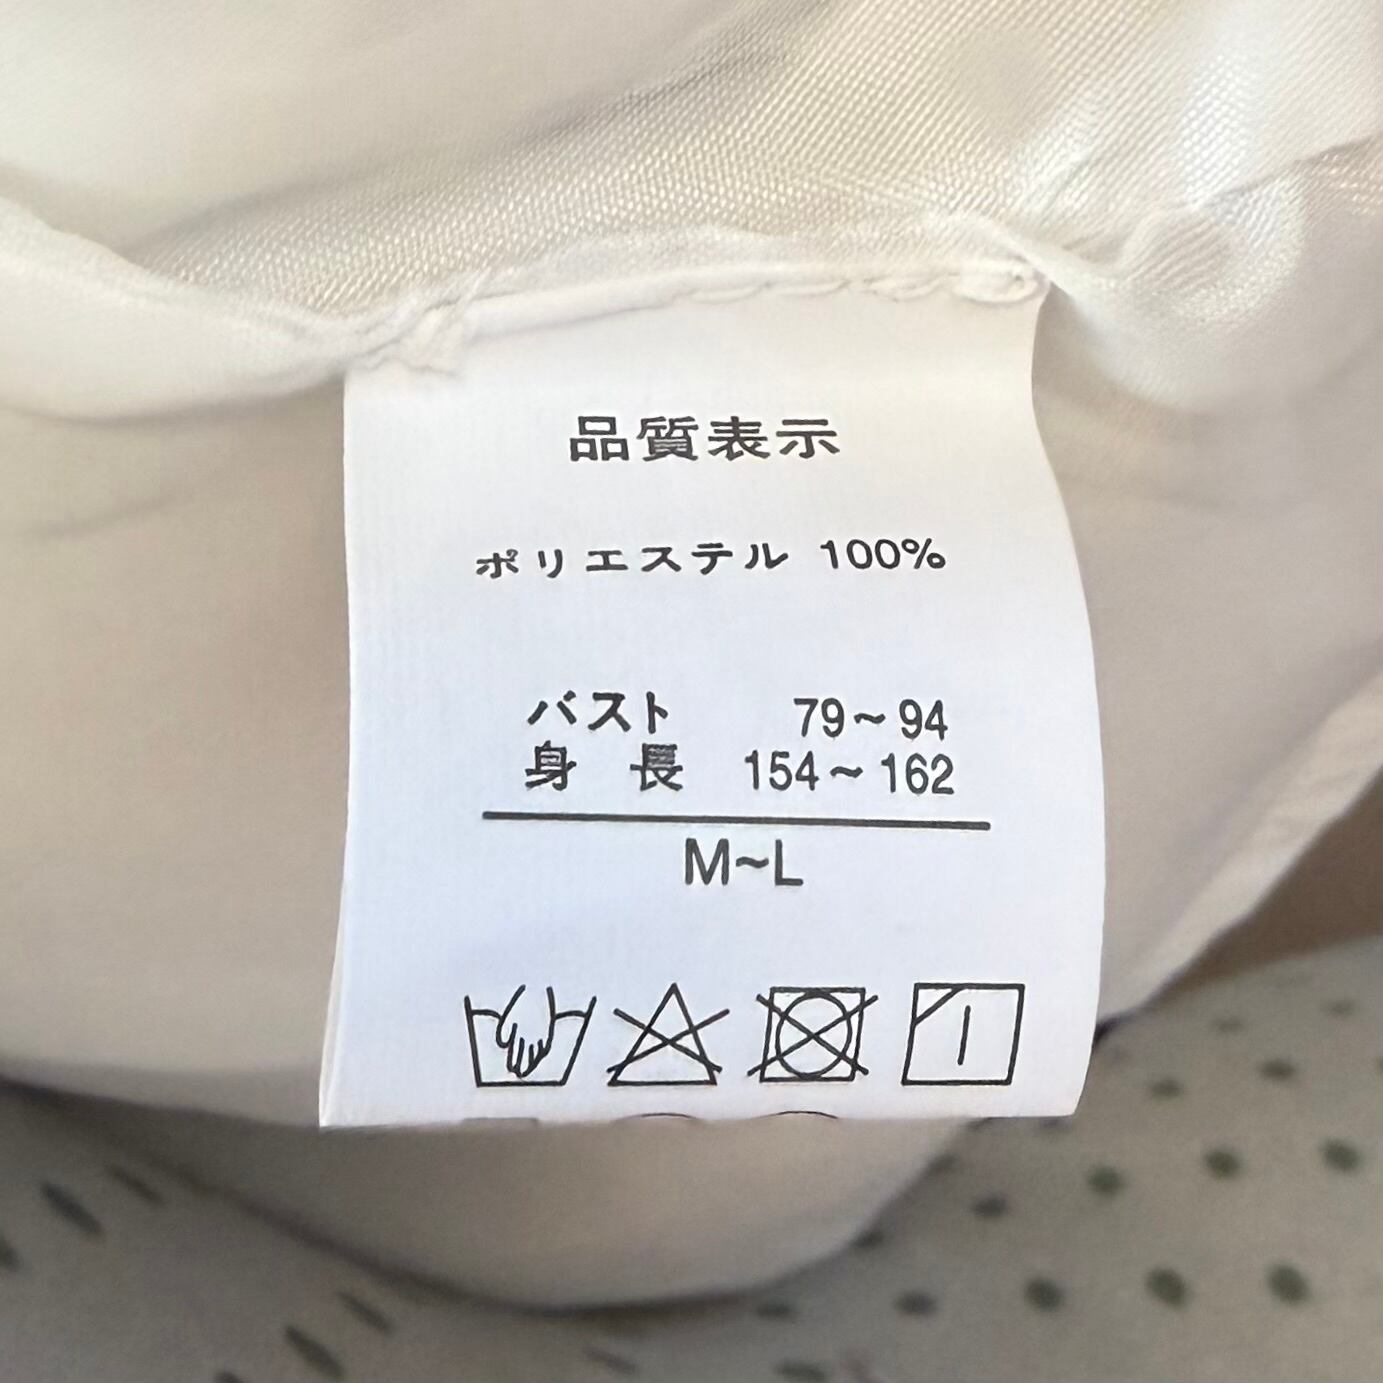 品質表示
ポリエステル 100%
バスト 79~94
身 長 154~162
M~L